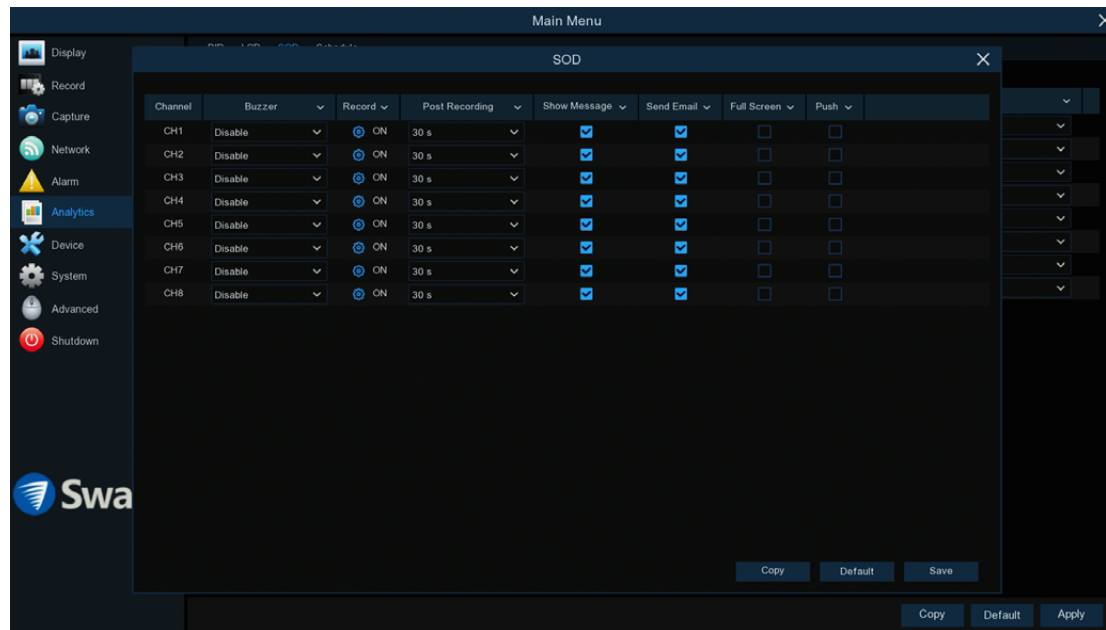 Main Menu
Display
Record
Capture
Network
Alarm
Analytics
Device
System
Advanced
Shutdown
Swa
SOD
Channel Buzzer Record Post Recording Show Message Send Email Full Screen Push
CH1 Disable ON 30 s
CH2 Disable ON 30 s
CH3 Disable ON 30 s
CH4 Disable ON 30 s
CH5 Disable ON 30 s
CH6 Disable ON 30 s
CH7 Disable ON 30 s
CH8 Disable ON 30 s
Copy Default Save
Copy Default Apply